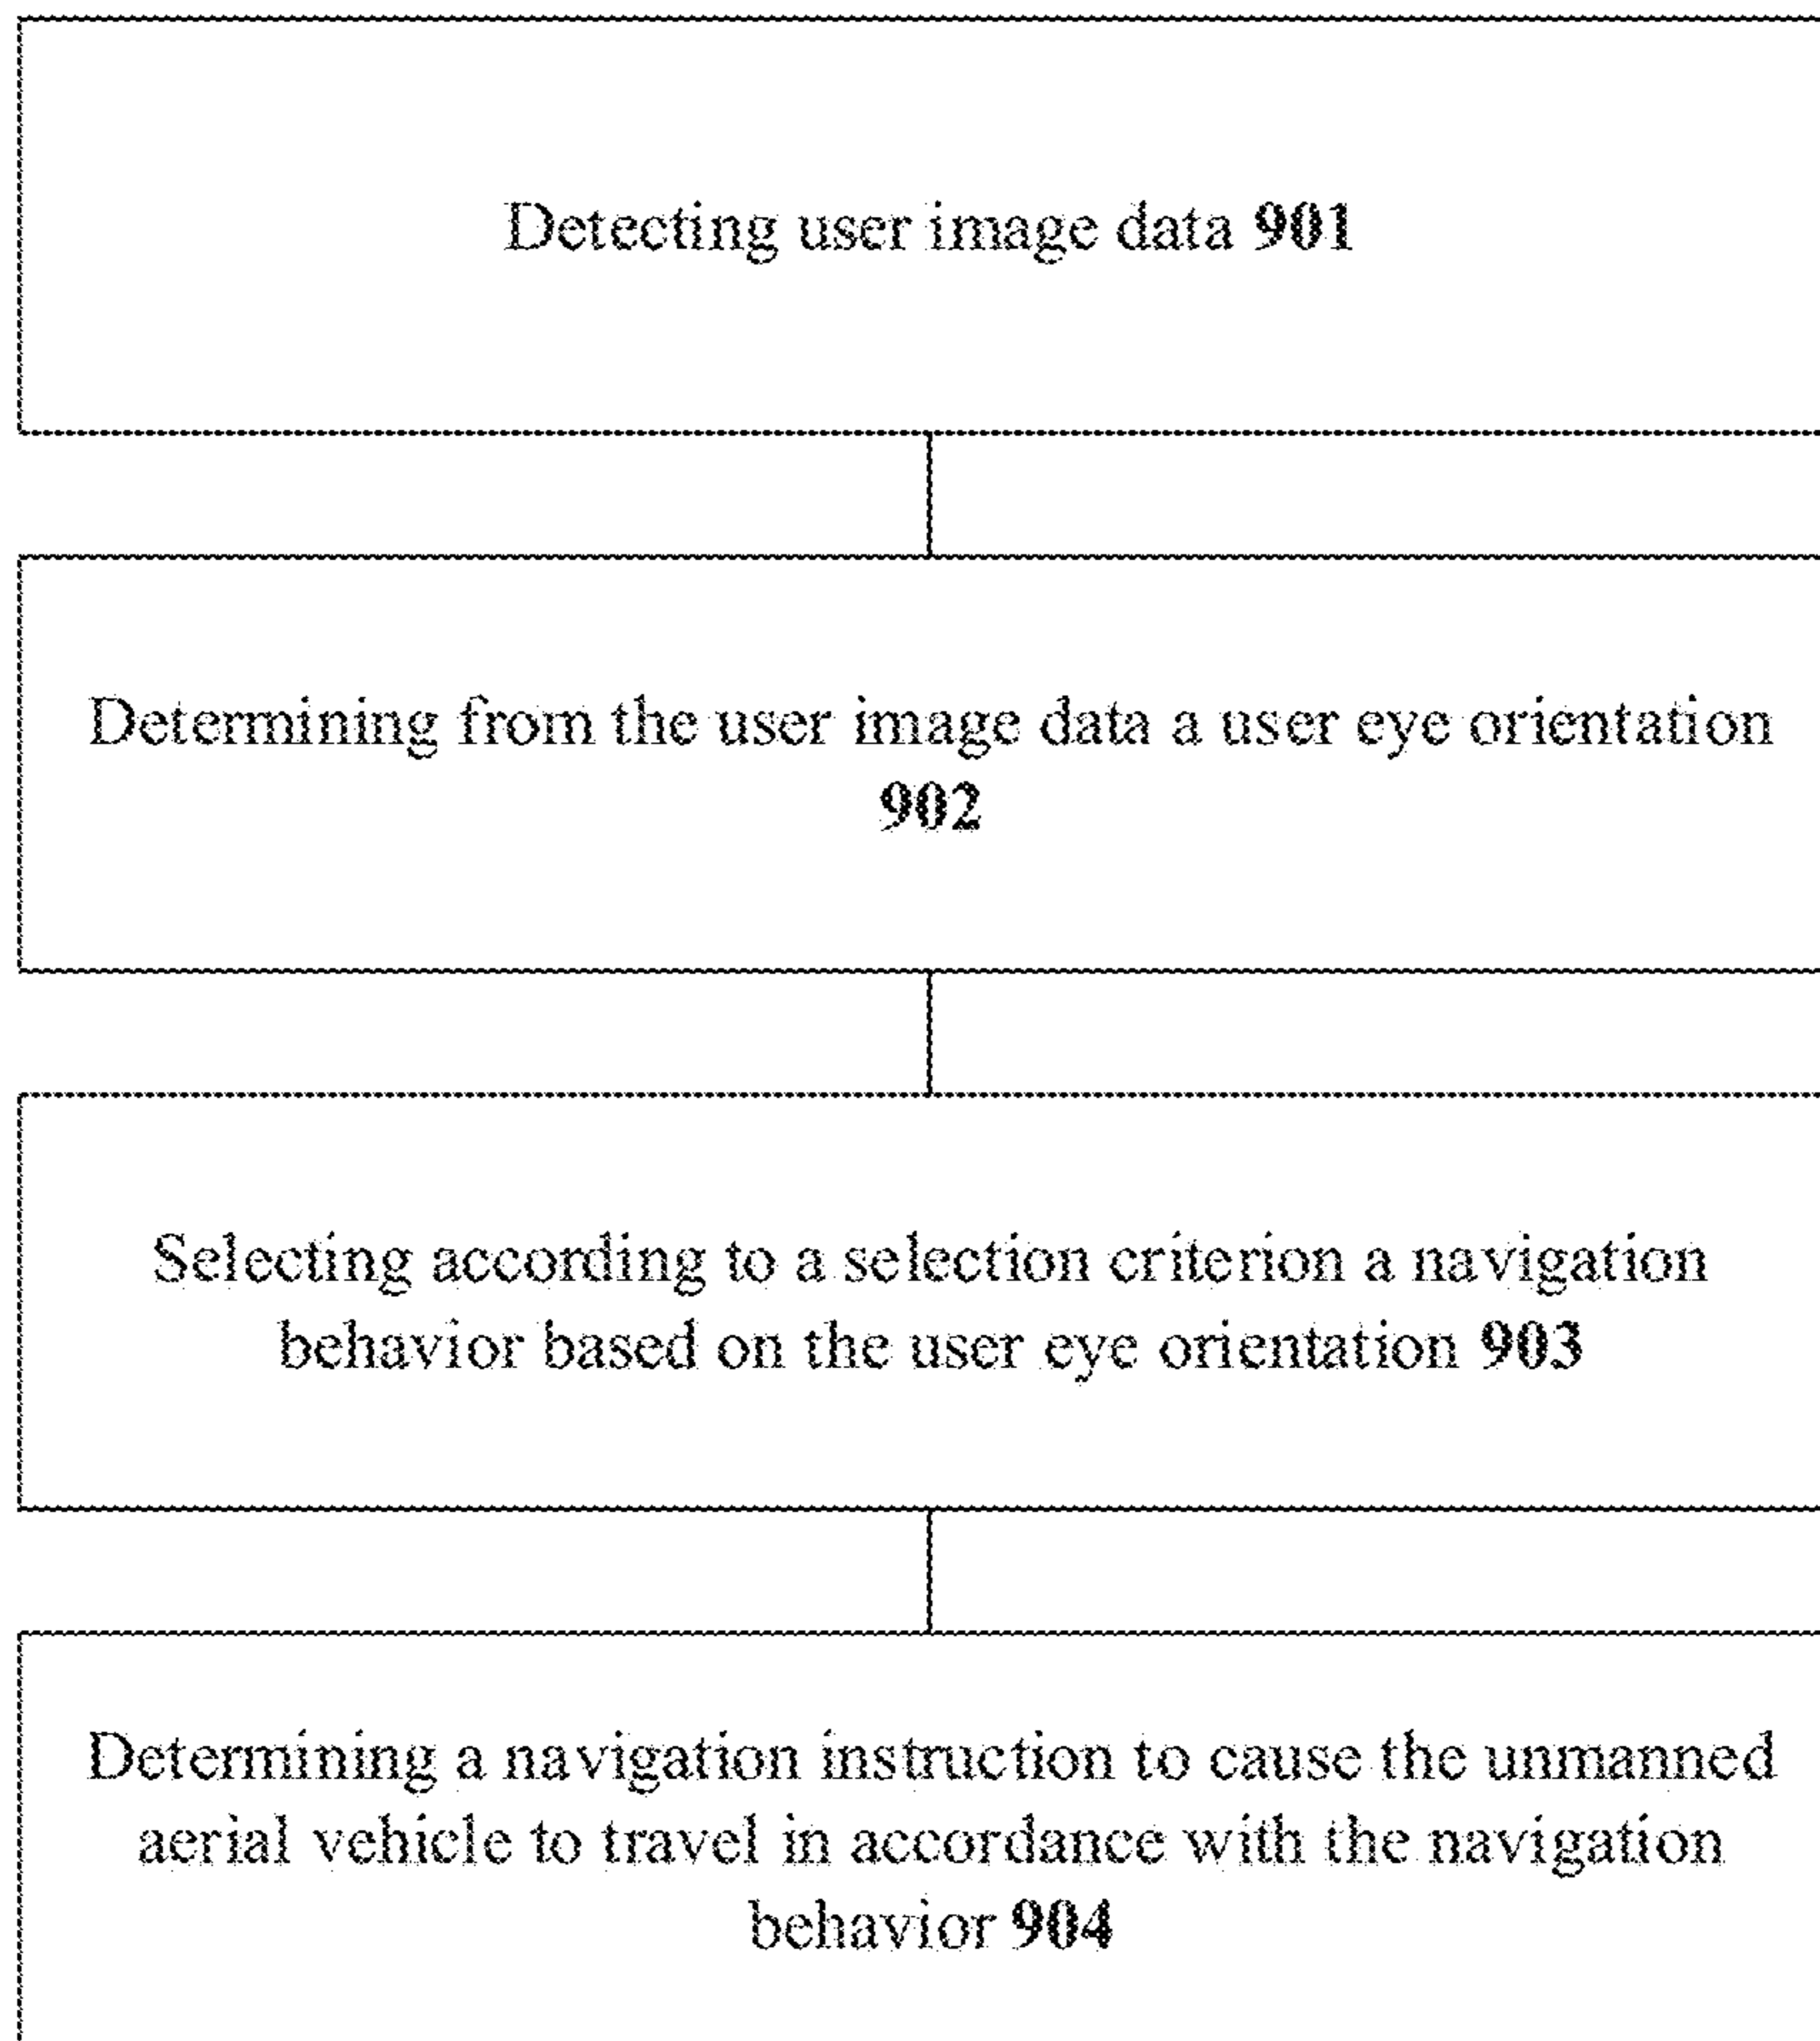 Detecting user image data 901
Determining from the user image data a user eye orientation
902
Selecting according to a selection criterion a navigation
behavior based on the user eye orientation 903
Determining a navigation instruction to cause the unmanned
aerial vehicle to travel in accordance with the navigation
behavior 904